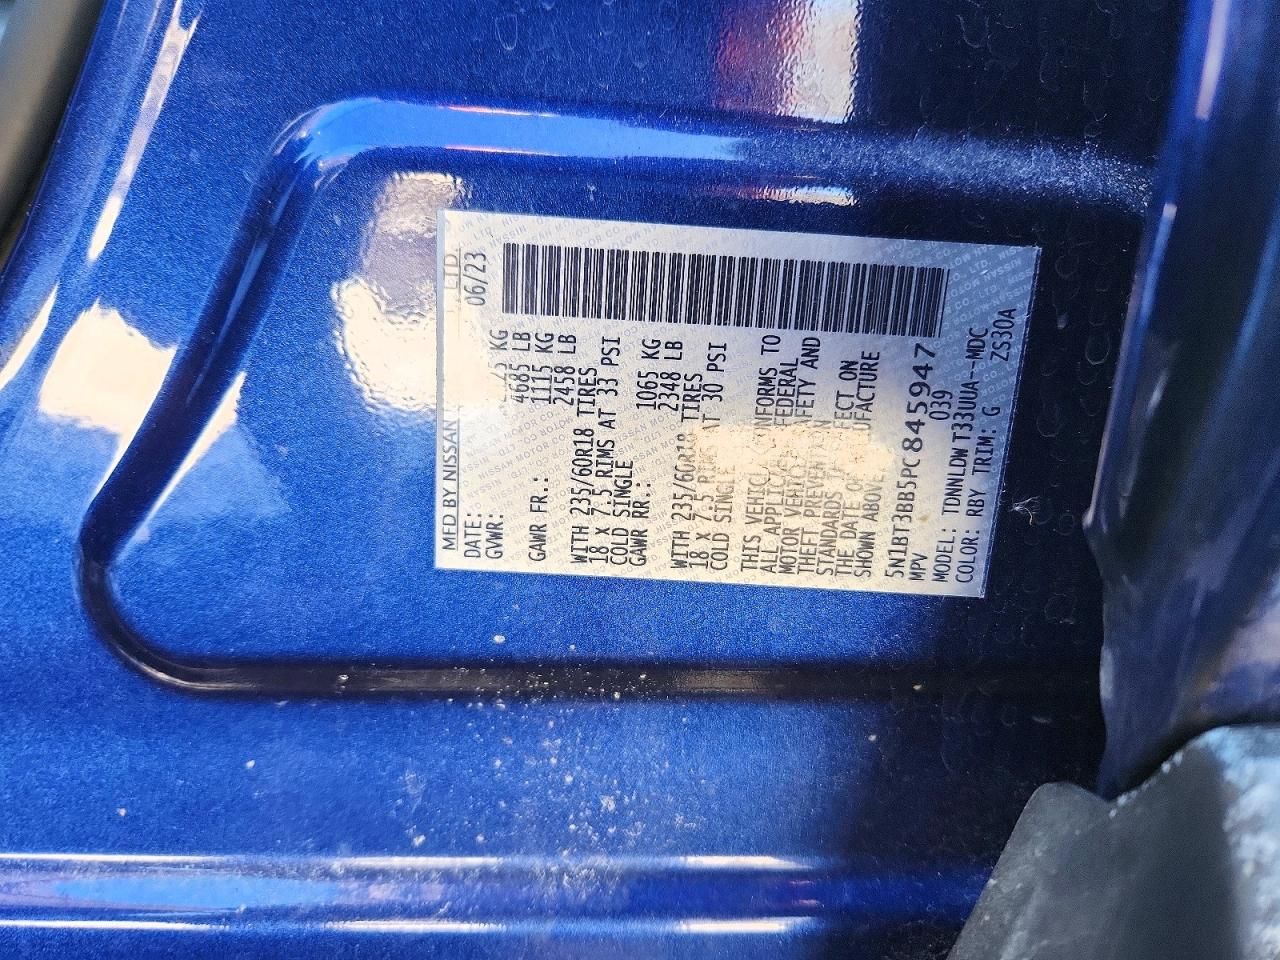 MFD BY NISSAN LTD.
DATE: 06/23
GVWR: KG
4685 LB
GAWR FR.: 1115 KG
2458 LB
WITH 235/60R18 TIRES
18 X 7.5 RIMS AT 33 PSI
COLD SINGLE
GAWR RR.: 1065 KG
2348 LB
WITH 235/60R18 TIRES
18 X 7.5 RIMS AT 30 PSI
COLD SINGLE
THIS VEHICLE CONFORMS TO
ALL APPLICABLE FEDERAL
MOTOR VEHICLE SAFETY AND
THEFT PREVENTION
STANDARDS IN EFFECT ON
THE DATE OF MANUFACTURE
SHOWN ABOVE
5N1BT3BB5PC845947
MPV 039
MODEL: TDNNLDWT33UUA--MDC
COLOR: RBY TRIM: G ZS30A